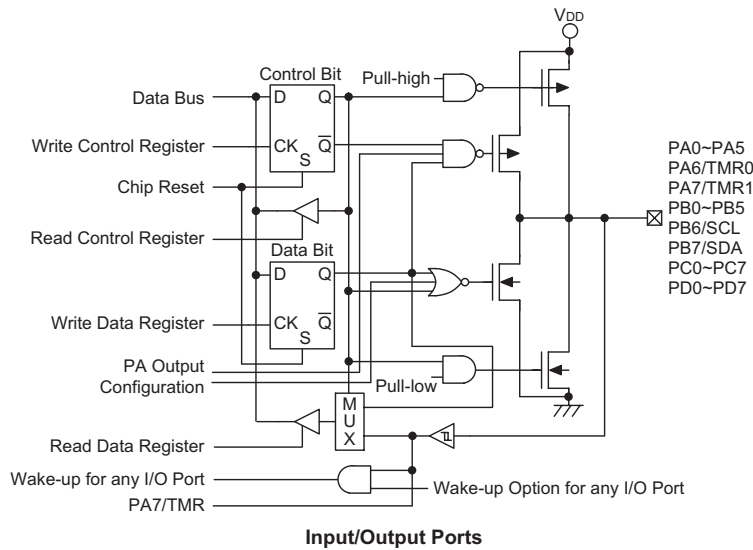 VDD
Control Bit
Pull-high
Data Bus
D Q
Write Control Register
CK Q
S
Chip Reset
Read Control Register
Data Bit
D Q
Write Data Register
CK Q
S
PA Output
Configuration
Pull-low
M
U
X
Read Data Register
Wake-up for any I/O Port
Wake-up Option for any I/O Port
PA7/TMR
PA0~PA5
PA6/TMR0
PA7/TMR1
PB0~PB5
PB6/SCL
PB7/SDA
PC0~PC7
PD0~PD7
Input/Output Ports